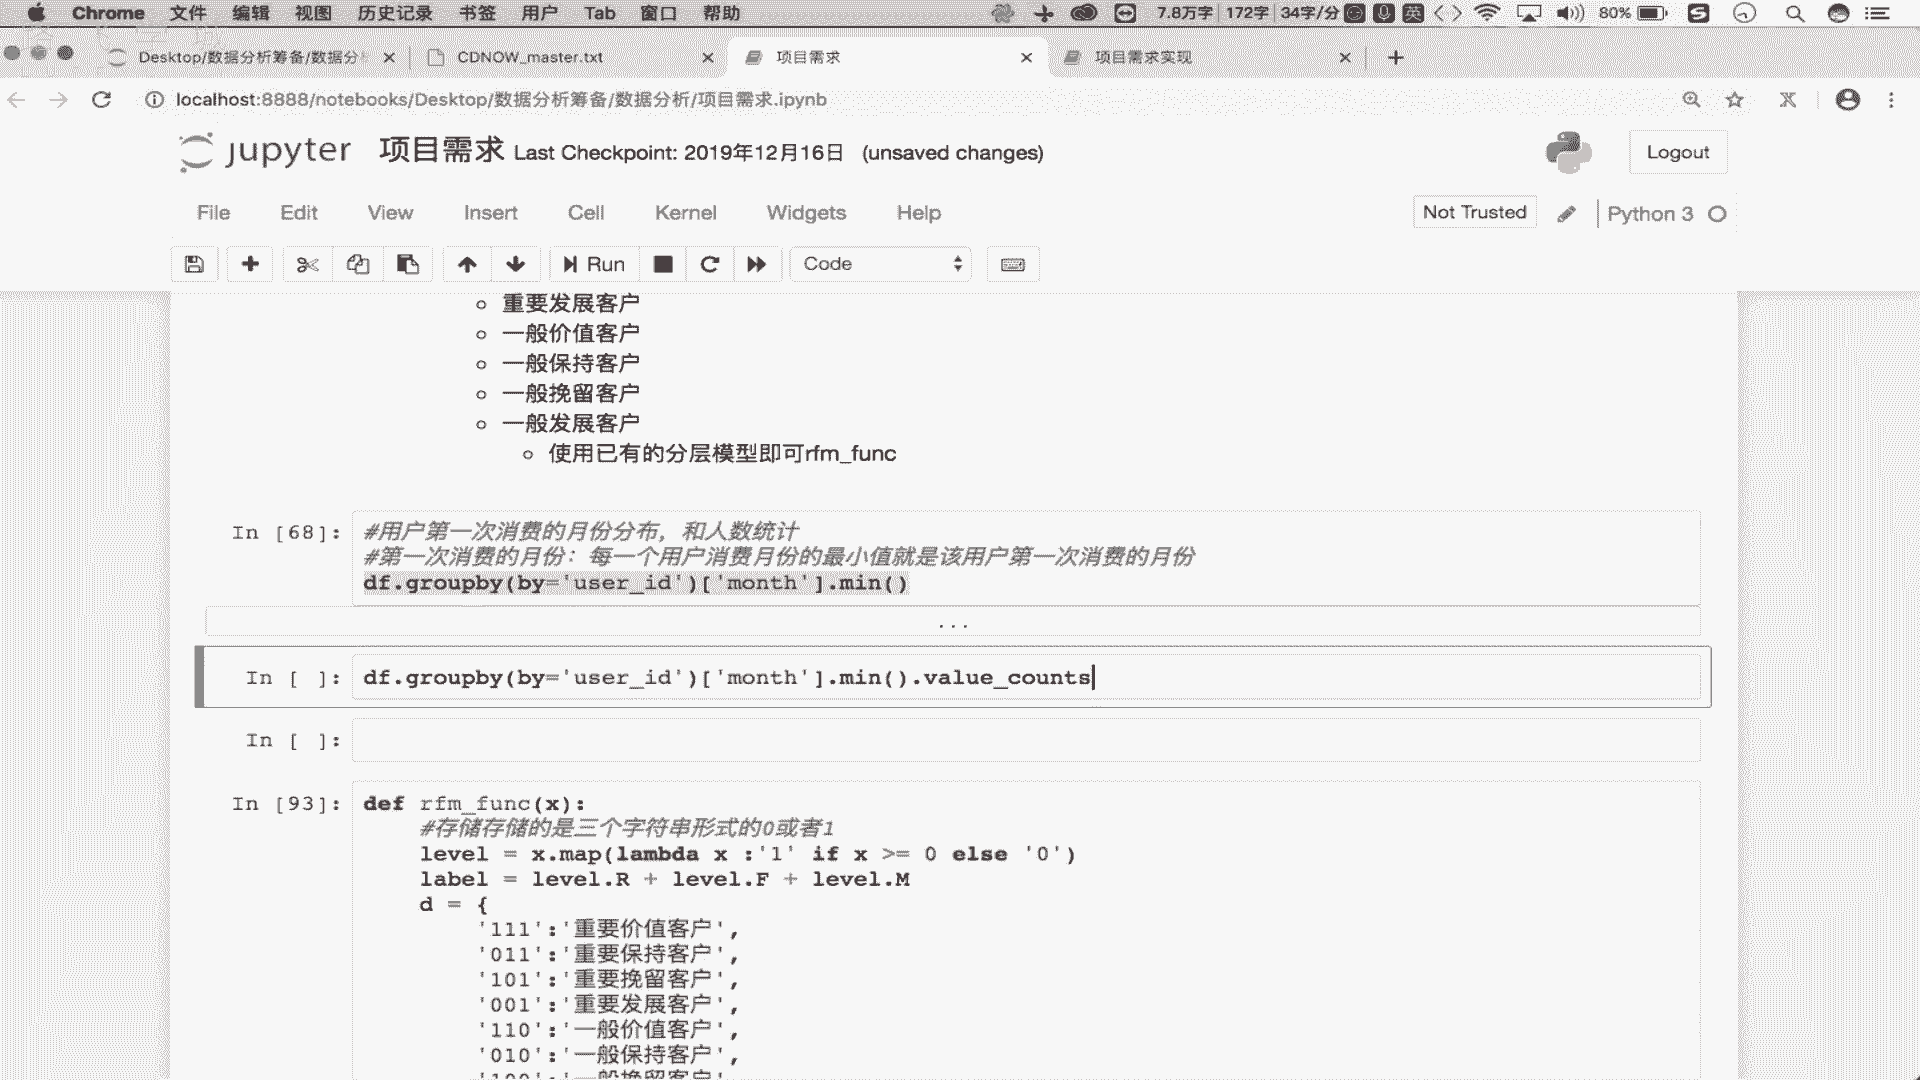 Chrome 文件 编辑 视图 历史记录 书签 用户 Tab 窗口 帮助 7.8万字 172字 34字/分 英 80%
Desktop/数据分析筹备/数据分 CDNOW_master.txt 项目需求 项目需求实现
localhost:8888/notebooks/Desktop/数据分析筹备/数据分析/项目需求.ipynb
jupyter 项目需求 Last Checkpoint: 2019年12月16日 (unsaved changes) Logout
File Edit View Insert Cell Kernel Widgets Help Not Trusted Python 3
Run Code
重要发展客户
一般价值客户
一般保持客户
一般挽留客户
一般发展客户
使用已有的分层模型即可rfm_func
In [68]: #用户第一次消费的月份分布，和人数统计
#第一次消费的月份：每一个用户消费月份的最小值就是该用户第一次消费的月份
df.groupby(by='user_id')['month'].min()
...
In [ ]: df.groupby(by='user_id')['month'].min().value_counts
In [ ]:
In [93]: def rfm_func(x):
#存储存储的是三个字符串形式的0或者1
level = x.map(lambda x :'1' if x >= 0 else '0')
label = level.R + level.F + level.M
d = {
'111':'重要价值客户',
'011':'重要保持客户',
'101':'重要挽留客户',
'001':'重要发展客户',
'110':'一般价值客户',
'010':'一般保持客户',